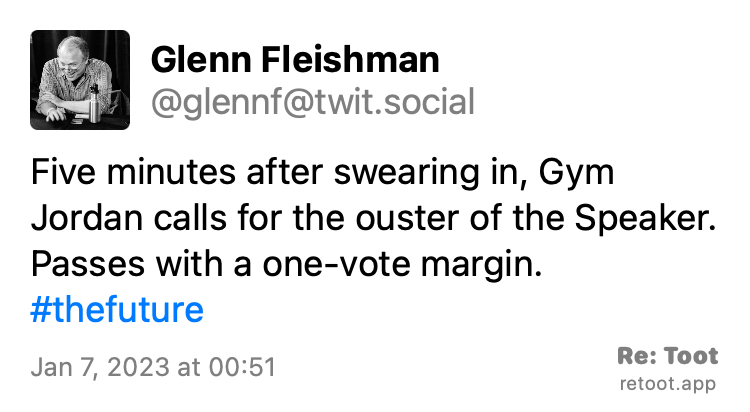 Glenn Fleishman
@glennf@twit.social
Five minutes after swearing in, Gym
Jordan calls for the ouster of the Speaker.
Passes with a one-vote margin.
#thefuture
Jan 7, 2023 at 00:51
Re: Toot
retoot.app